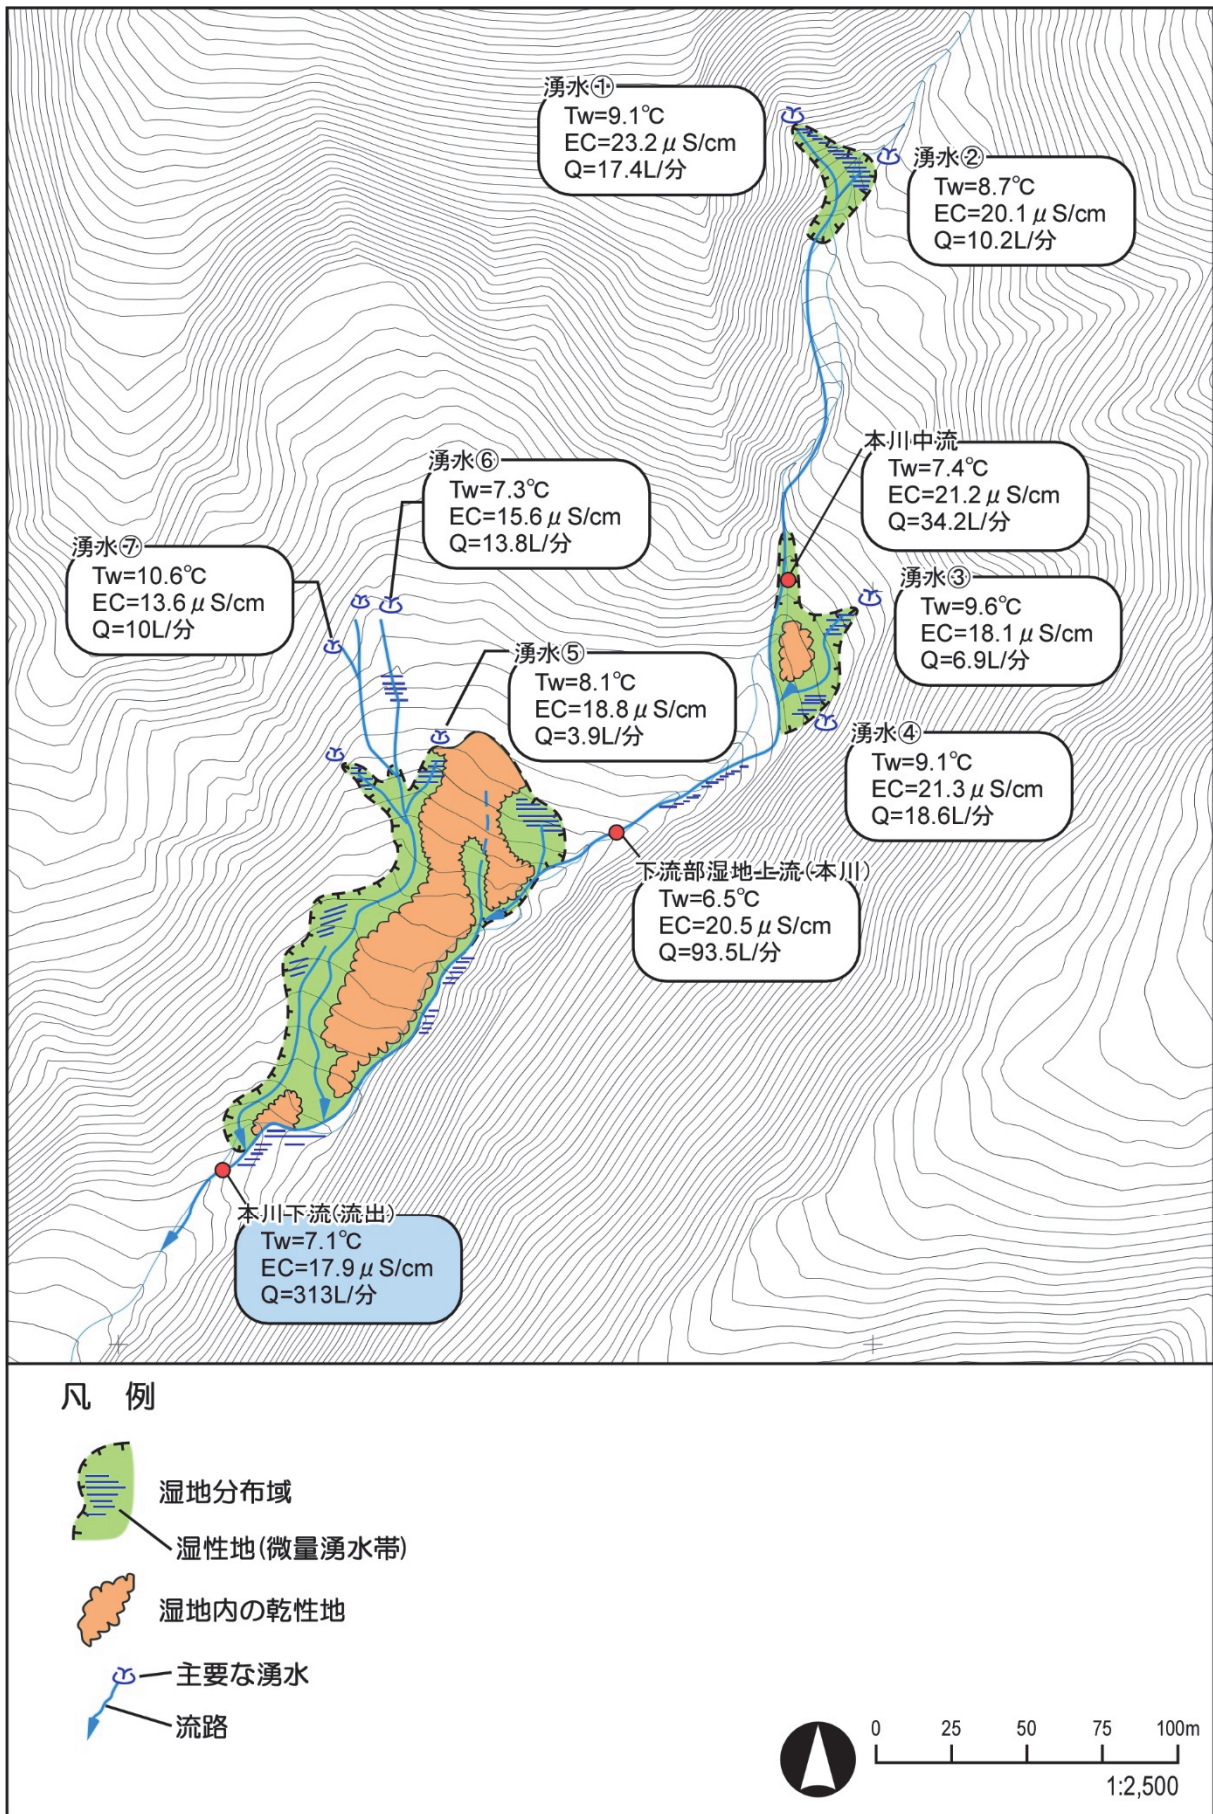 湧水①
Tw=9.1℃
EC=23.2μS/cm
Q=17.4L/分
湧水②
Tw=8.7℃
EC=20.1μS/cm
Q=10.2L/分
本川中流
Tw=7.4℃
EC=21.2μS/cm
Q=34.2L/分
湧水⑥
Tw=7.3℃
EC=15.6μS/cm
Q=13.8L/分
湧水⑦
Tw=10.6℃
EC=13.6μS/cm
Q=10L/分
湧水③
Tw=9.6℃
EC=18.1μS/cm
Q=6.9L/分
湧水⑤
Tw=8.1℃
EC=18.8μS/cm
Q=3.9L/分
湧水④
Tw=9.1℃
EC=21.3μS/cm
Q=18.6L/分
下流部湿地上流(本川)
Tw=6.5℃
EC=20.5μS/cm
Q=93.5L/分
本川下流(流出)
Tw=7.1℃
EC=17.9μS/cm
Q=313L/分
凡 例
湿地分布域
湿性地(微量湧水帯)
湿地内の乾性地
主要な湧水
流路
0 25 50 75 100m
1:2,500